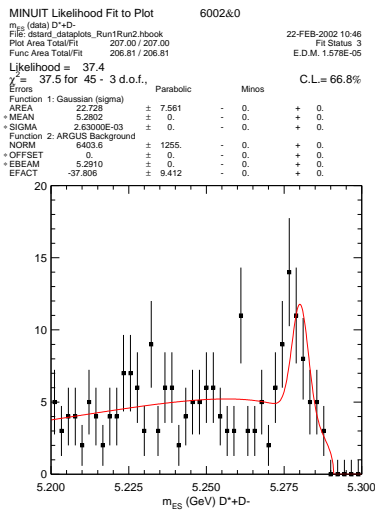 MINUIT Likelihood Fit to Plot 6002&0
mES (data) D*+D-
File: dstard_dataplots_Run1Run2.hbook 22-FEB-2002 10:46
Plot Area Total/Fit 207.00 / 207.00 Fit Status 3
Func Area Total/Fit 206.81 / 206.81 E.D.M. 1.578E-05
Likelihood = 37.4
χ²= 37.5 for 45 - 3 d.o.f., C.L.= 66.8%
Errors Parabolic Minos
Function 1: Gaussian (sigma)
AREA 22.728 ± 7.561 - 0. + 0.
* MEAN 5.2802 ± 0. - 0. + 0.
* SIGMA 2.63000E-03 ± 0. - 0. + 0.
Function 2: ARGUS Background
NORM 6403.6 ± 1255. - 0. + 0.
* OFFSET 0. ± 0. - 0. + 0.
* EBEAM 5.2910 ± 0. - 0. + 0.
EFACT -37.806 ± 9.412 - 0. + 0.
20
15
10
5
0
5.200 5.225 5.250 5.275 5.300
mES (GeV) D*+D-